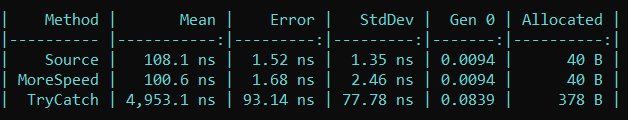 |     Method |       Mean |    Error |   StdDev |  Gen 0 | Allocated |
|----------- |-----------:|---------:|---------:|-------:|----------:|
|     Source |   108.1 ns |  1.52 ns |  1.35 ns | 0.0094 |      40 B |
|  MoreSpeed |   100.6 ns |  1.68 ns |  2.46 ns | 0.0094 |      40 B |
|   TryCatch | 4,953.1 ns | 93.14 ns | 77.78 ns | 0.0839 |     378 B |